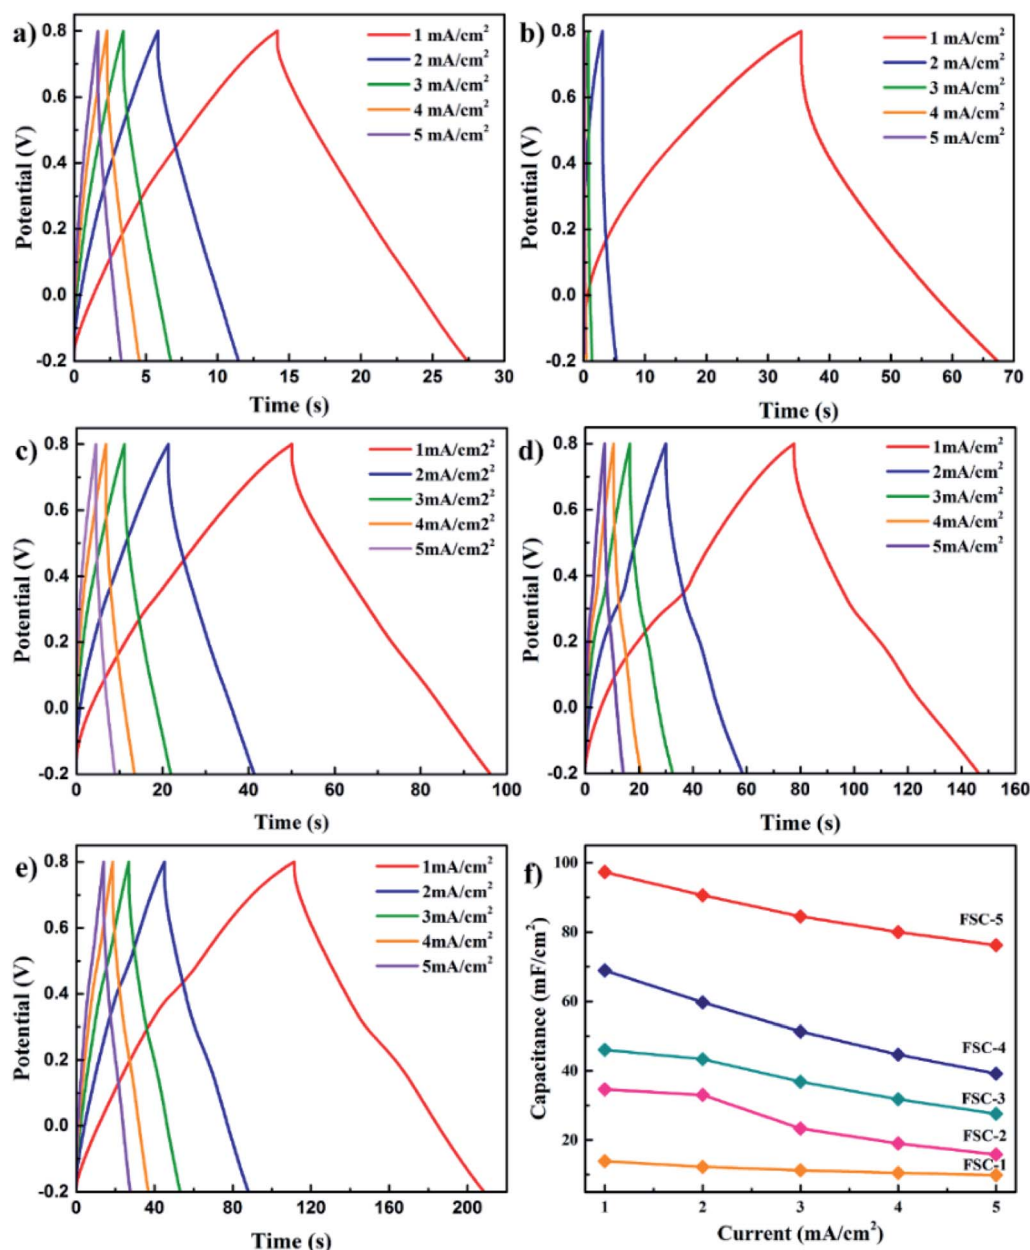 a)
1 mA/cm²
2 mA/cm²
3 mA/cm²
4 mA/cm²
5 mA/cm²
Potential (V)
0.8
0.6
0.4
0.2
0.0
-0.2
0 5 10 15 20 25 30
Time (s)
b)
1 mA/cm²
2 mA/cm²
3 mA/cm²
4 mA/cm²
5 mA/cm²
Potential (V)
0.8
0.6
0.4
0.2
0.0
-0.2
0 10 20 30 40 50 60 70
Time (s)
c)
1mA/cm2²
2mA/cm2²
3mA/cm2²
4mA/cm2²
5mA/cm2²
Potential (V)
0.8
0.6
0.4
0.2
0.0
-0.2
0 20 40 60 80 100
Time (s)
d)
1mA/cm²
2mA/cm²
3mA/cm²
4mA/cm²
5mA/cm²
Potential (V)
0.8
0.6
0.4
0.2
0.0
-0.2
0 20 40 60 80 100 120 140 160
Time (s)
e)
1mA/cm²
2mA/cm²
3mA/cm²
4mA/cm²
5mA/cm²
Potential (V)
0.8
0.6
0.4
0.2
0.0
-0.2
0 40 80 120 160 200
Time (s)
f)
Capacitance (mF/cm²)
100
80
60
40
20
FSC-5
FSC-4
FSC-3
FSC-2
FSC-1
1 2 3 4 5
Current (mA/cm²)